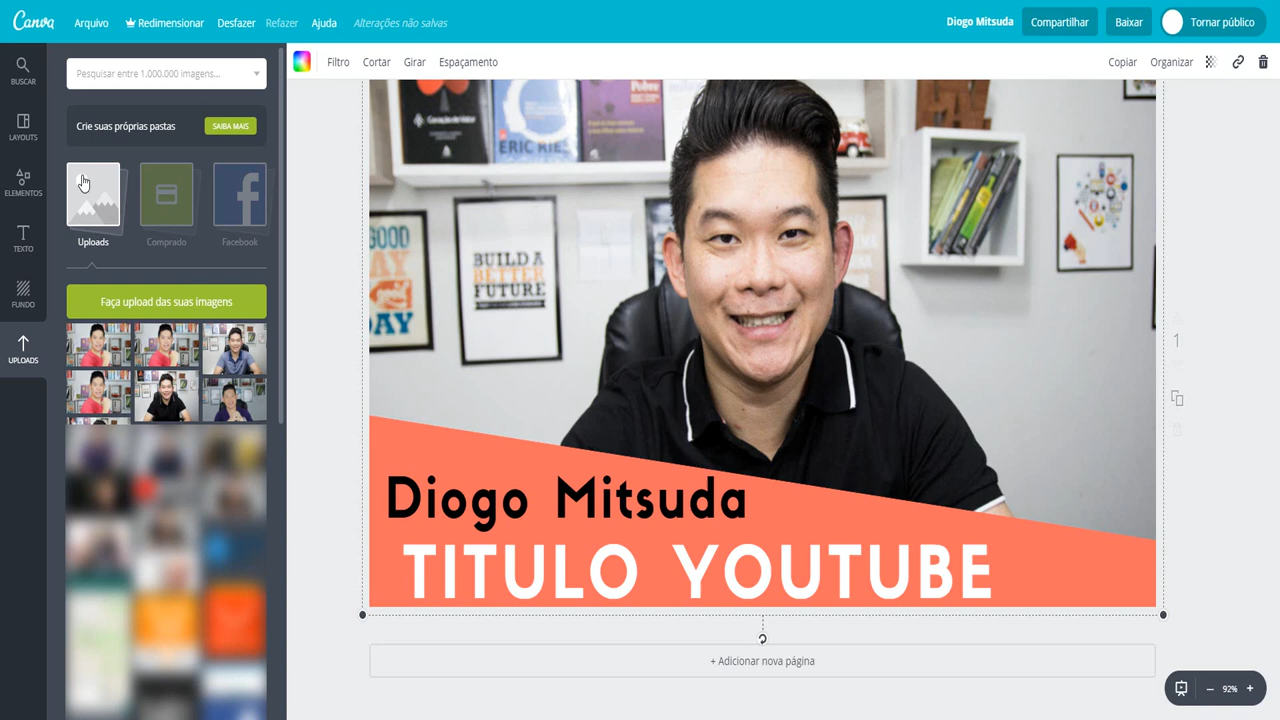 Canva
Arquivo
Redimensionar
Desfazer
Refazer
Ajuda
Alterações não salvas
Diogo Mitsuda
Compartilhar
Baixar
Tornar público
BUSCAR
LAYOUTS
ELEMENTOS
TEXTO
FUNDO
UPLOADS
Pesquisar entre 1.000.000 imagens...
Crie suas próprias pastas
SAIBA MAIS
Uploads
Comprado
Facebook
Faça upload das suas imagens
Filtro
Cortar
Girar
Espaçamento
Copiar
Organizar
ERIC RIES
GOOD
DAY
BUILD A
BETTER
FUTURE
Diogo Mitsuda
TITULO YOUTUBE
1
+ Adicionar nova página
92%